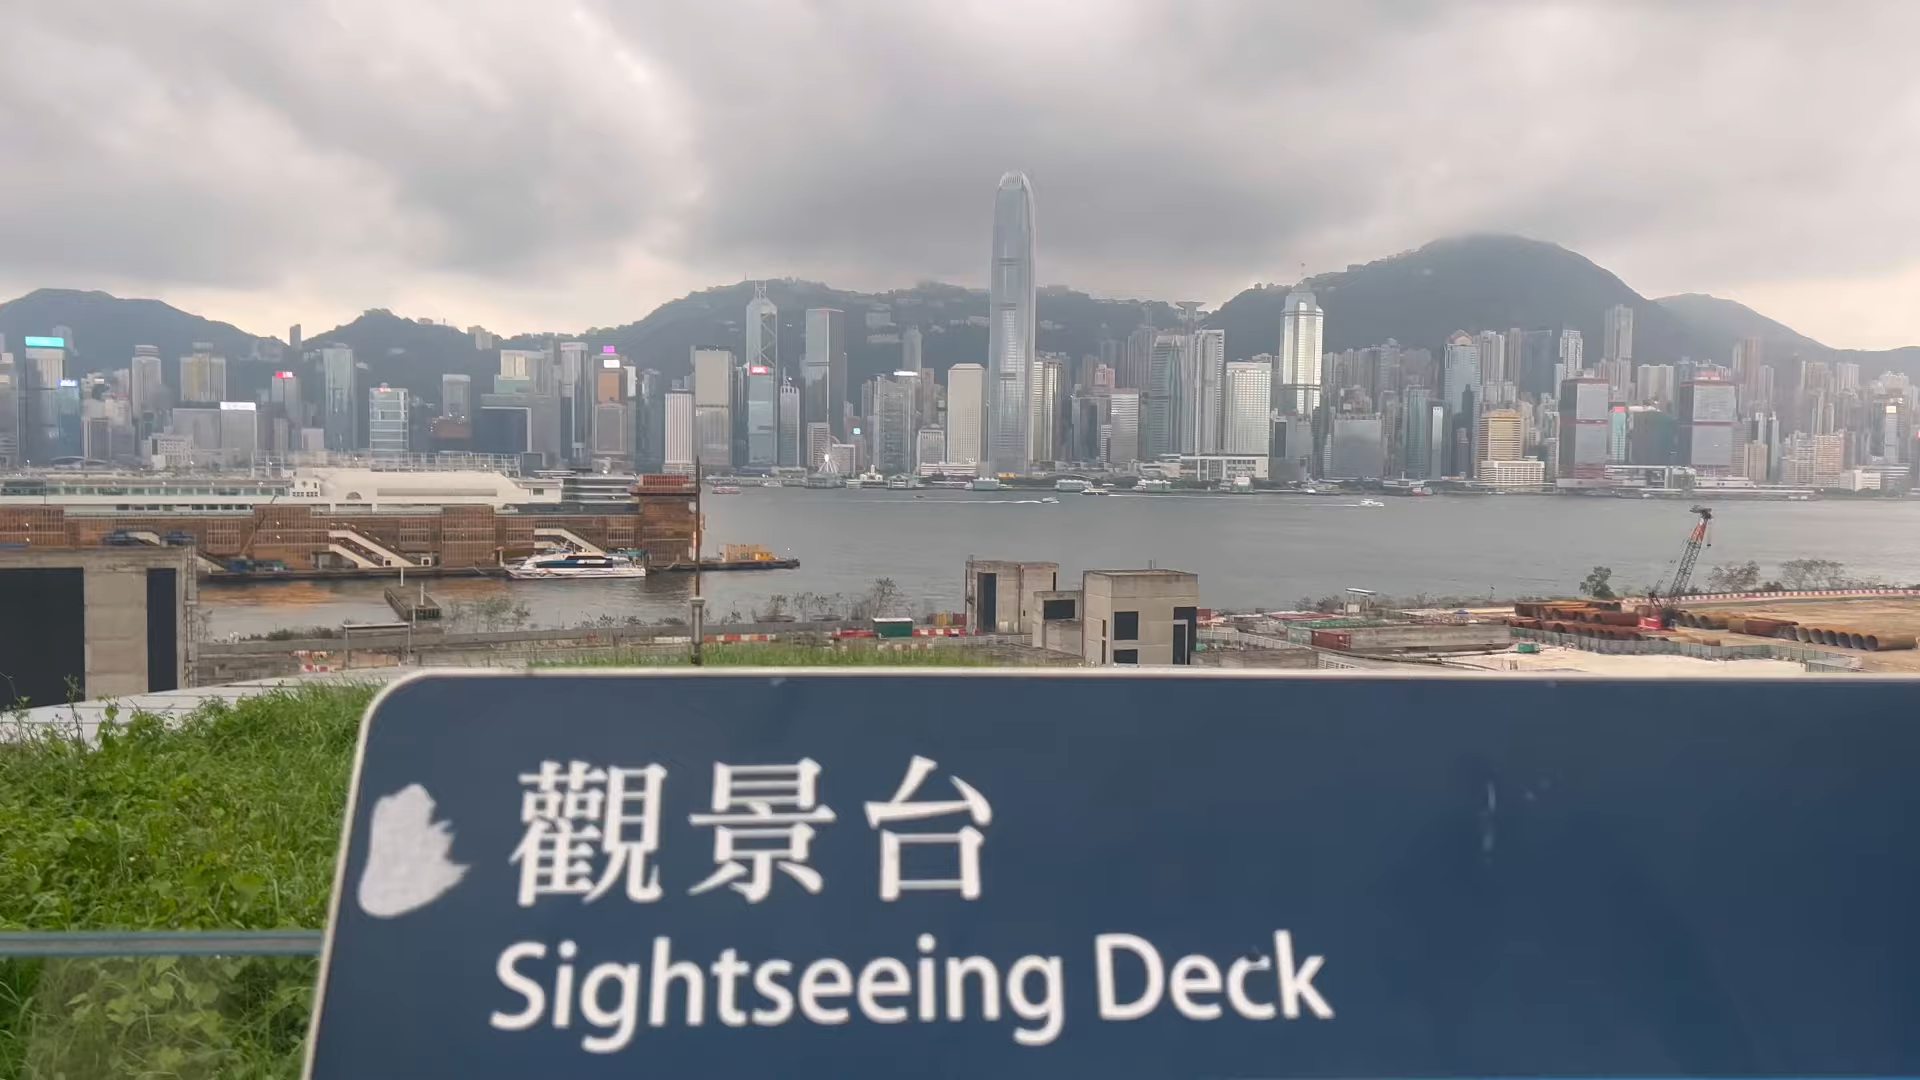 觀景台
Sightseeing Deck